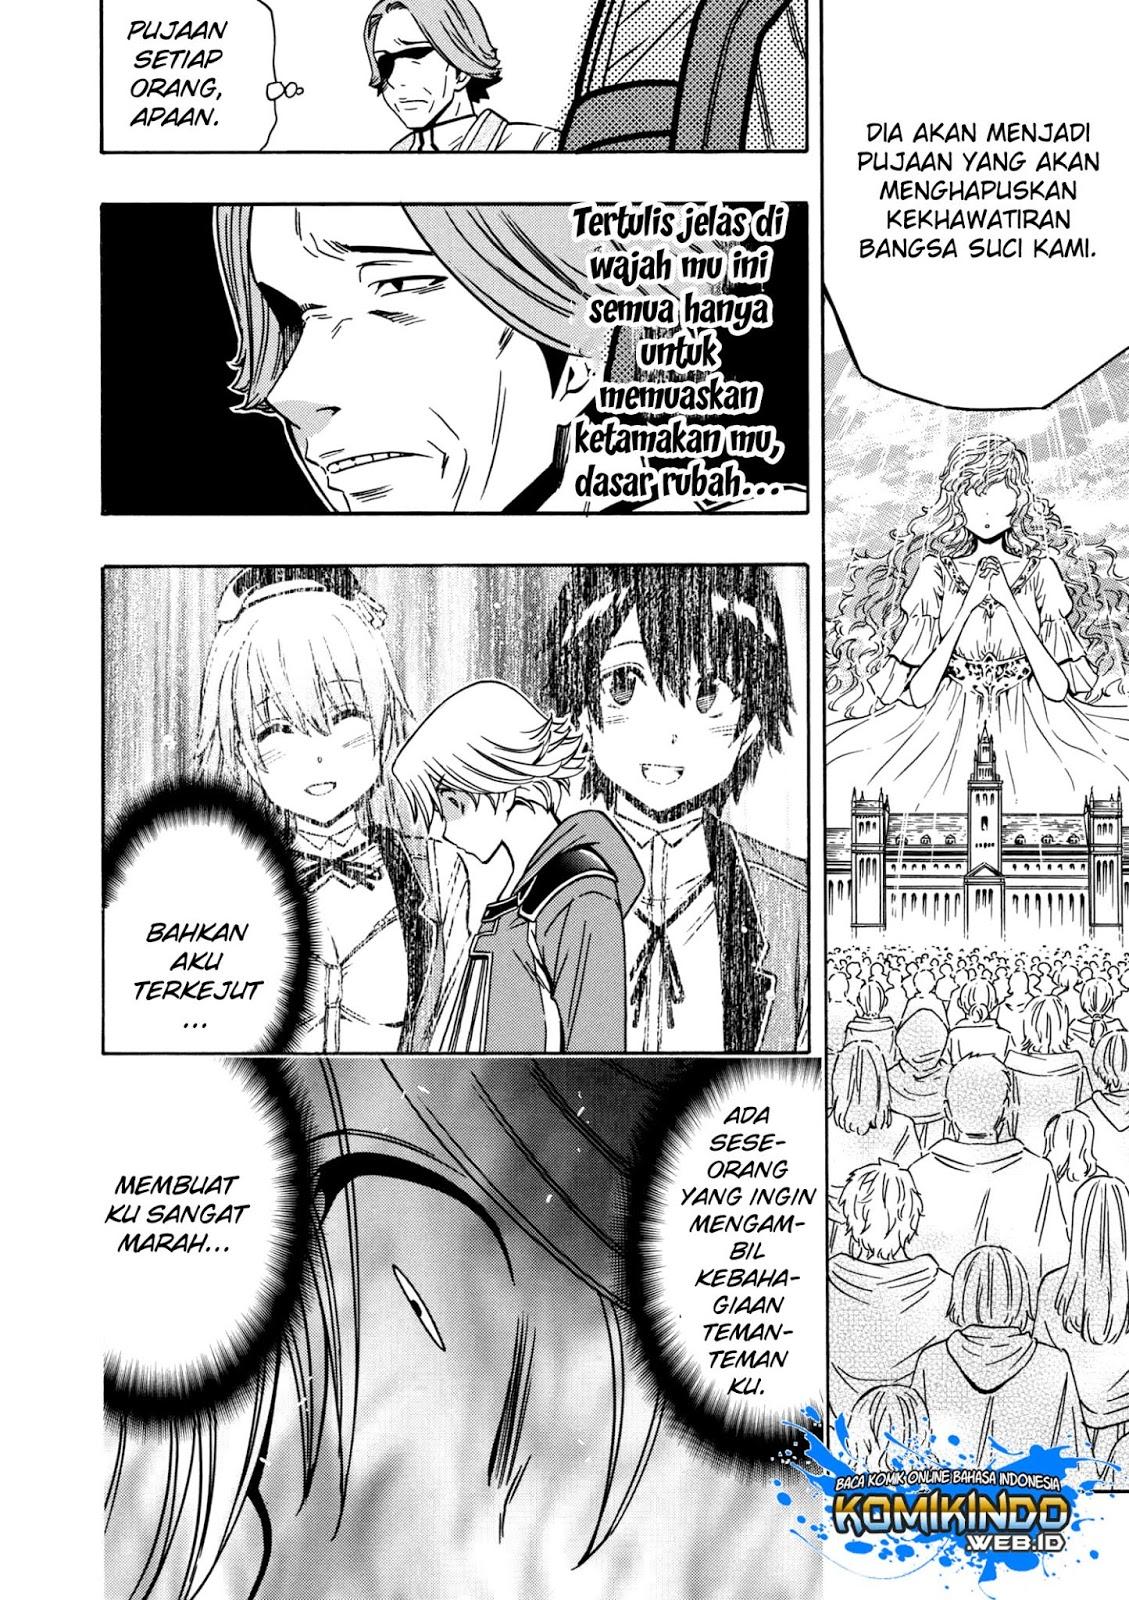 DIA AKAN MENJADI
PUJAAN YANG AKAN
MENGHAPUSKAN
KEKHAWATIRAN
BANGSA SUCI KAMI.
PUJAAN
SETIAP
ORANG,
APAAN.
Tertulis jelas di
wajah mu ini
semua hanya
untuk
memuaskan
ketamakan mu,
dasar rubah...
BAHKAN
AKU
TERKEJUT
...
ADA
SESE-
ORANG
YANG INGIN
MENGAM-
BIL
KEBAHA-
GIAAN
TEMAN-
TEMAN
KU.
MEMBUAT
KU SANGAT
MARAH...
BACA KOMIK ONLINE BAHASA INDONESIA
KOMIKINDO
.WEB.ID